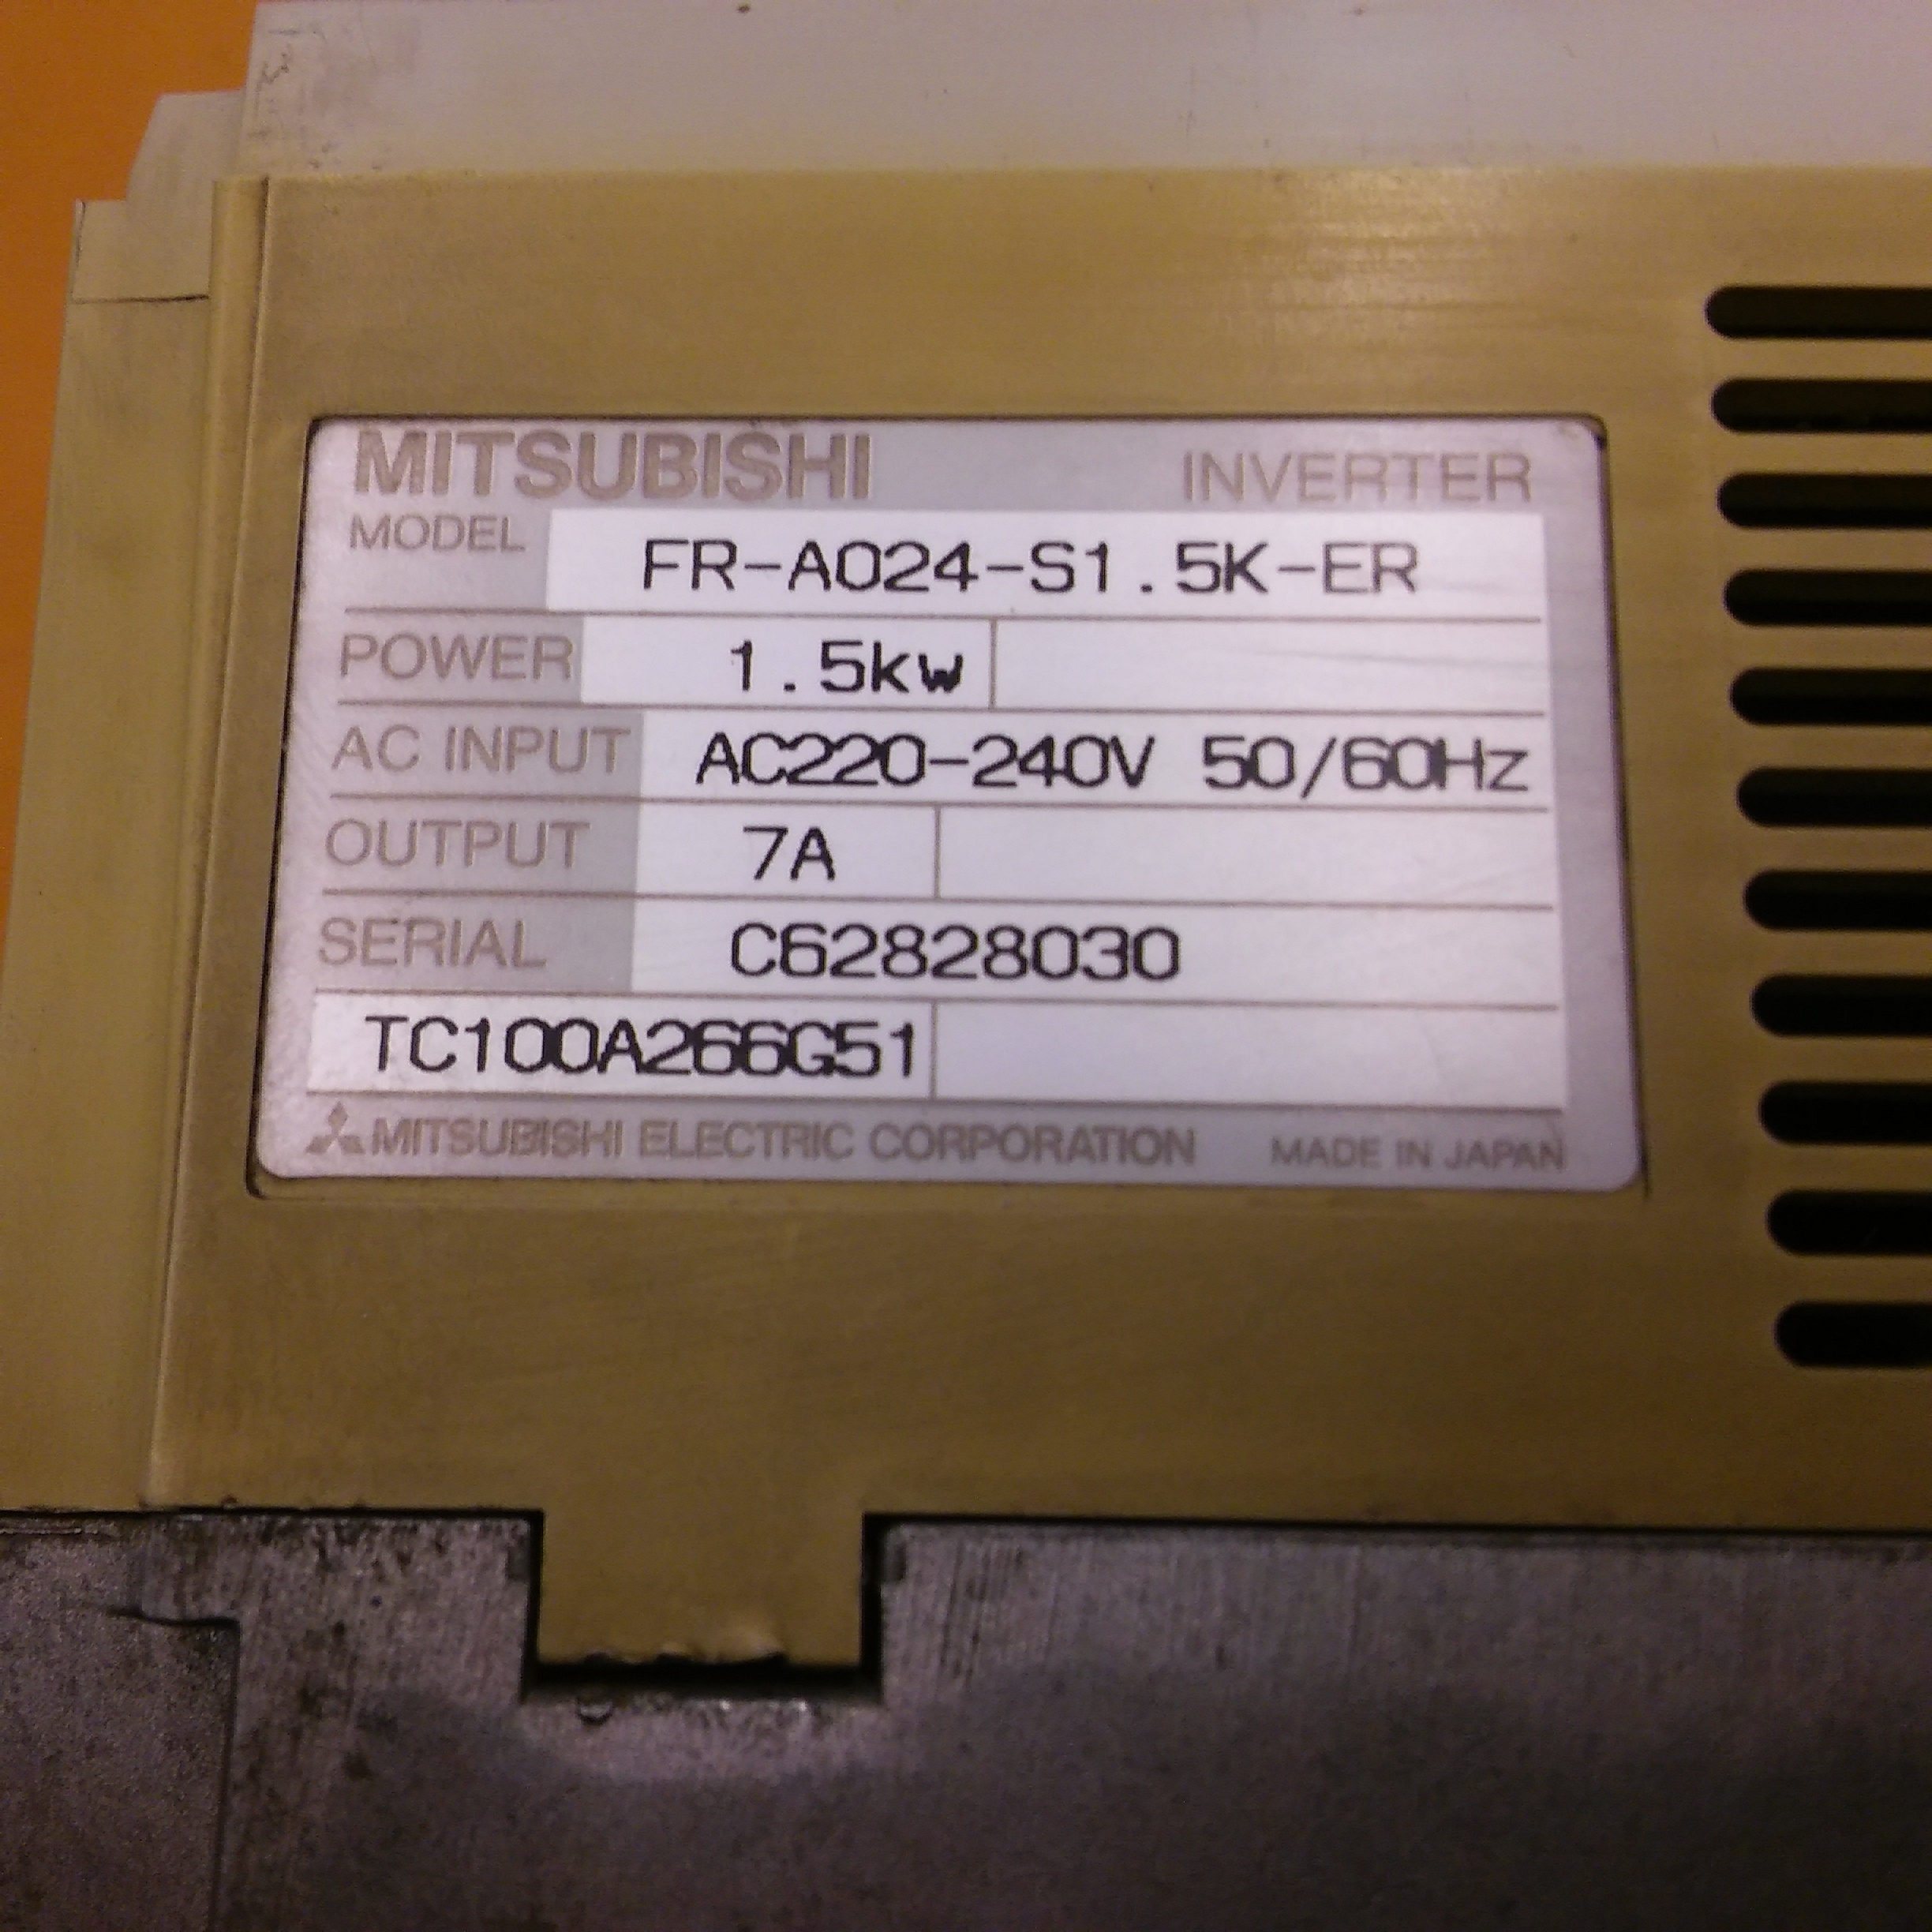 MITSUBISHI INVERTER
MODEL FR-A024-S1.5K-ER
POWER 1.5kw
AC INPUT AC220-240V 50/60Hz
OUTPUT 7A
SERIAL C62828030
TC100A266G51
MITSUBISHI ELECTRIC CORPORATION MADE IN JAPAN